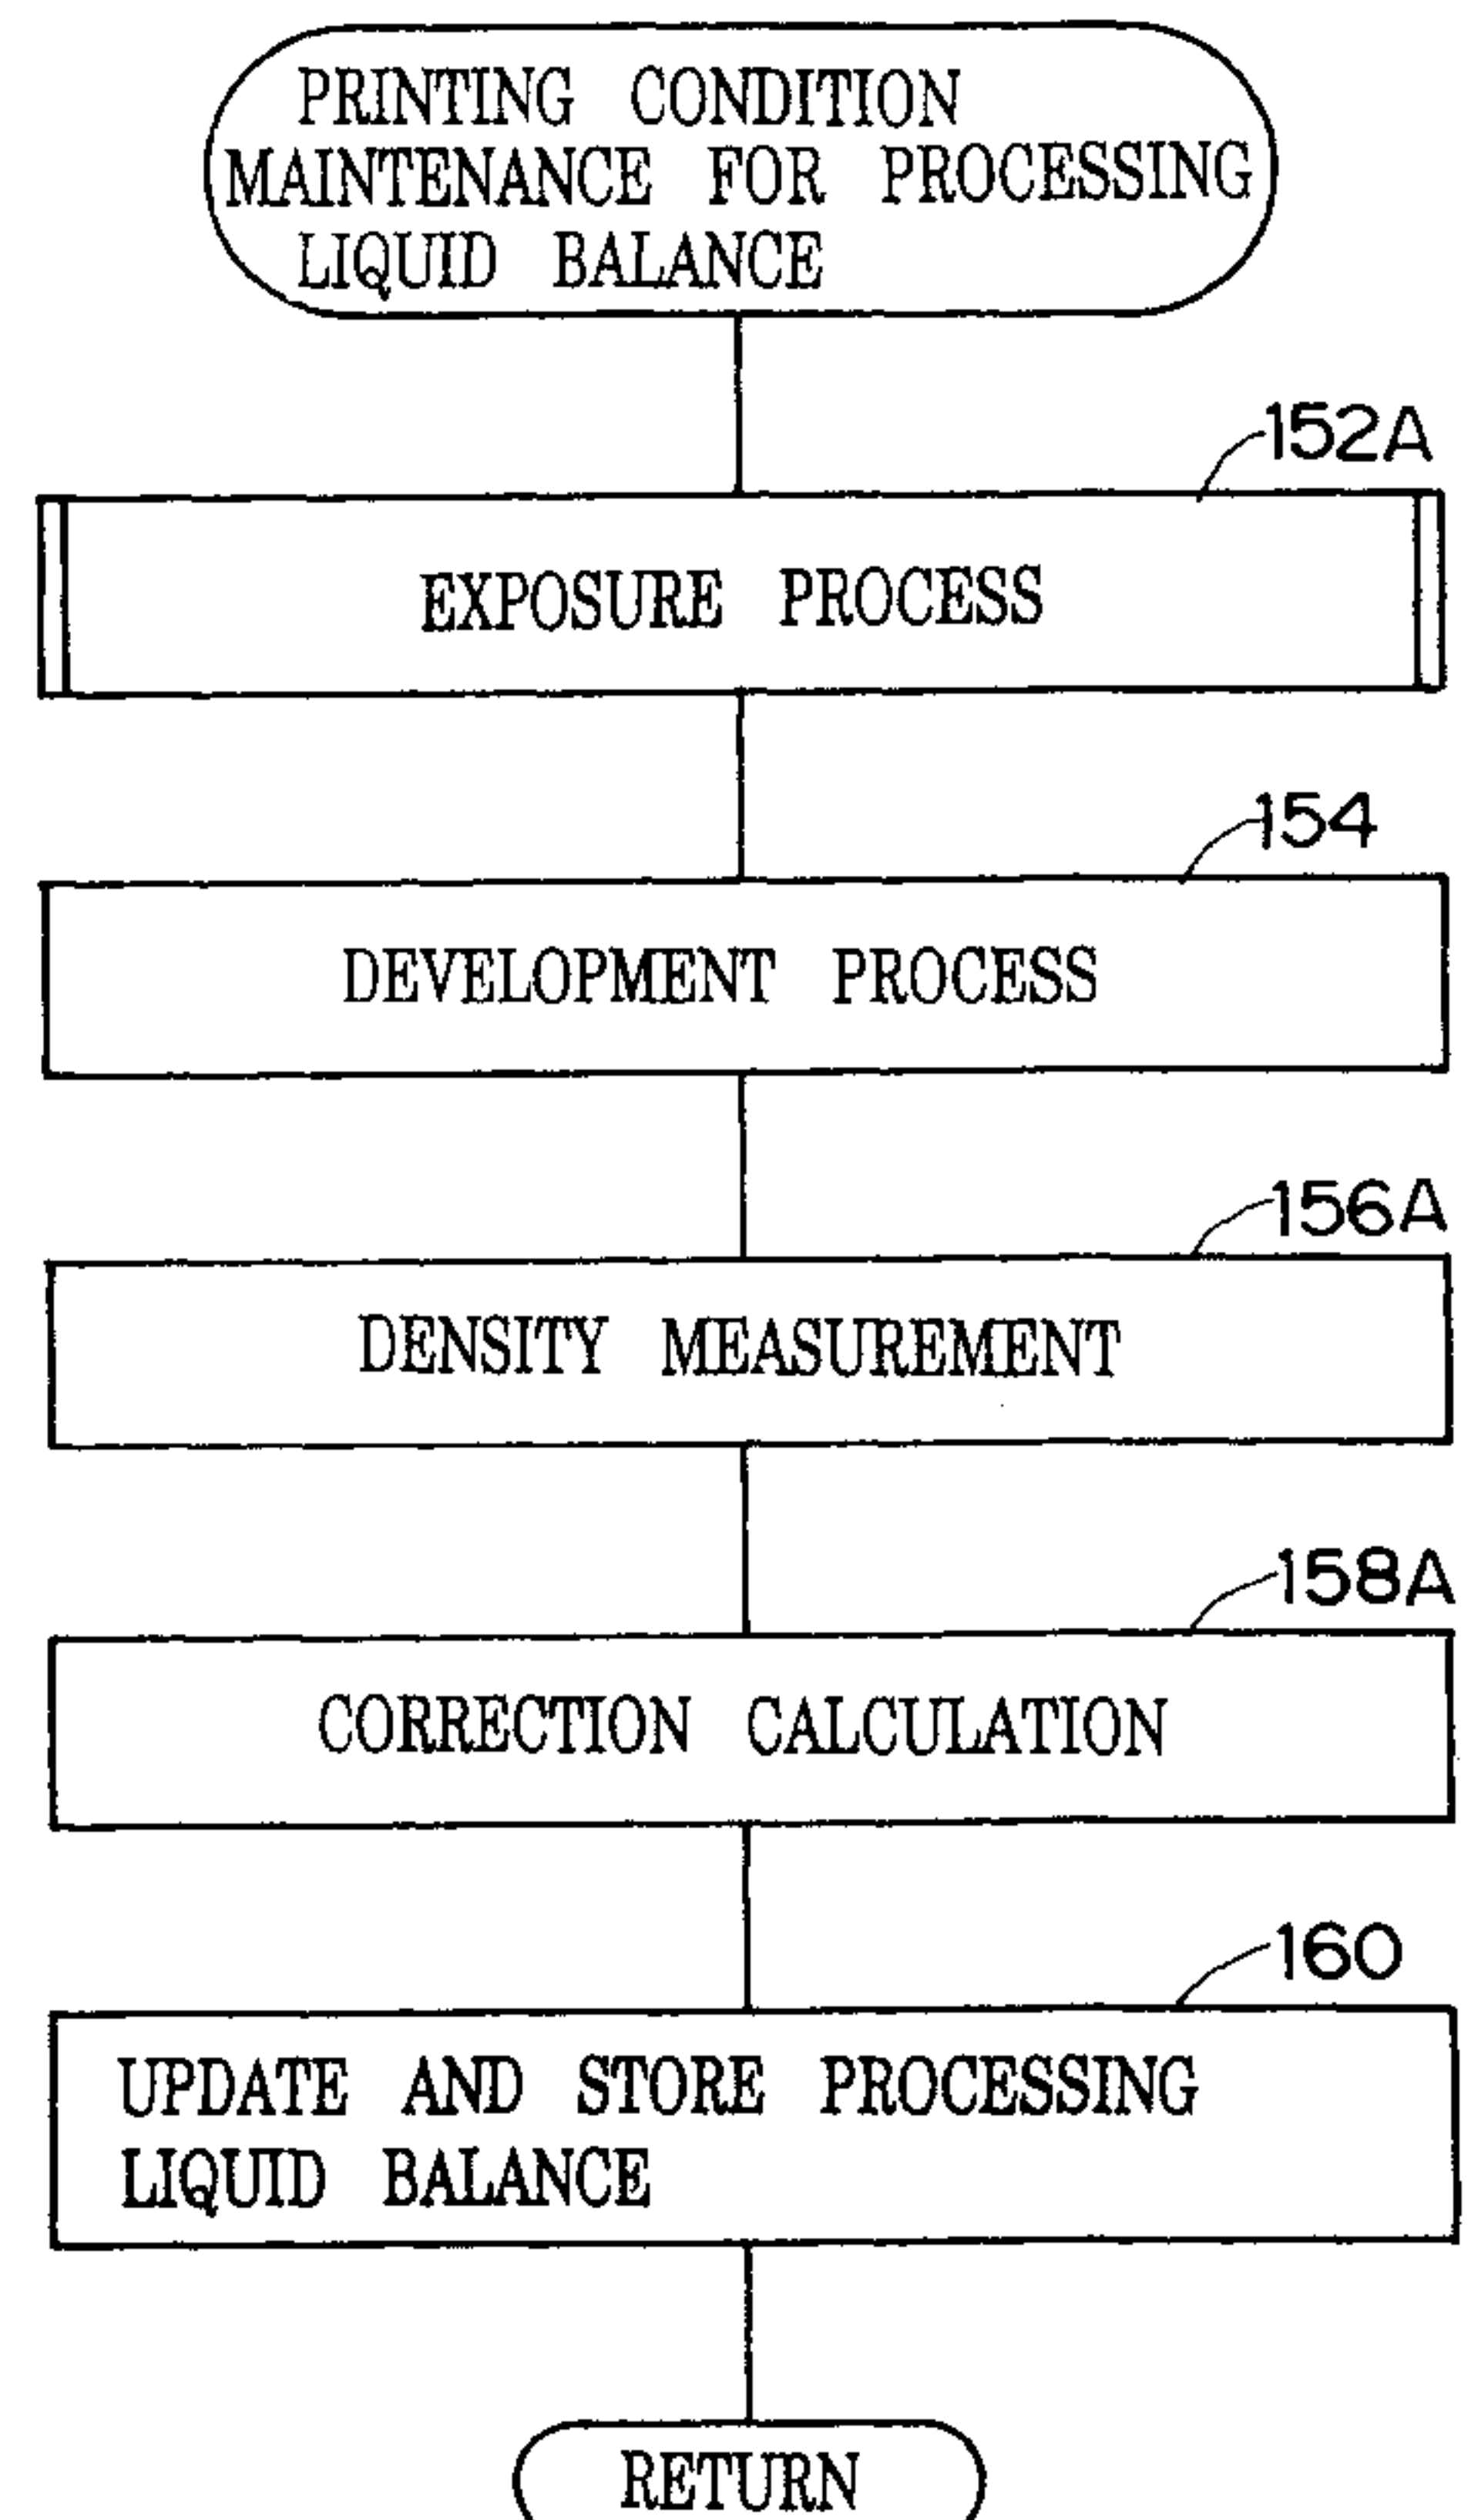 PRINTING CONDITION
MAINTENANCE FOR PROCESSING
LIQUID BALANCE
152A
EXPOSURE PROCESS
154
DEVELOPMENT PROCESS
156A
DENSITY MEASUREMENT
158A
CORRECTION CALCULATION
160
UPDATE AND STORE PROCESSING
LIQUID BALANCE
RETURN